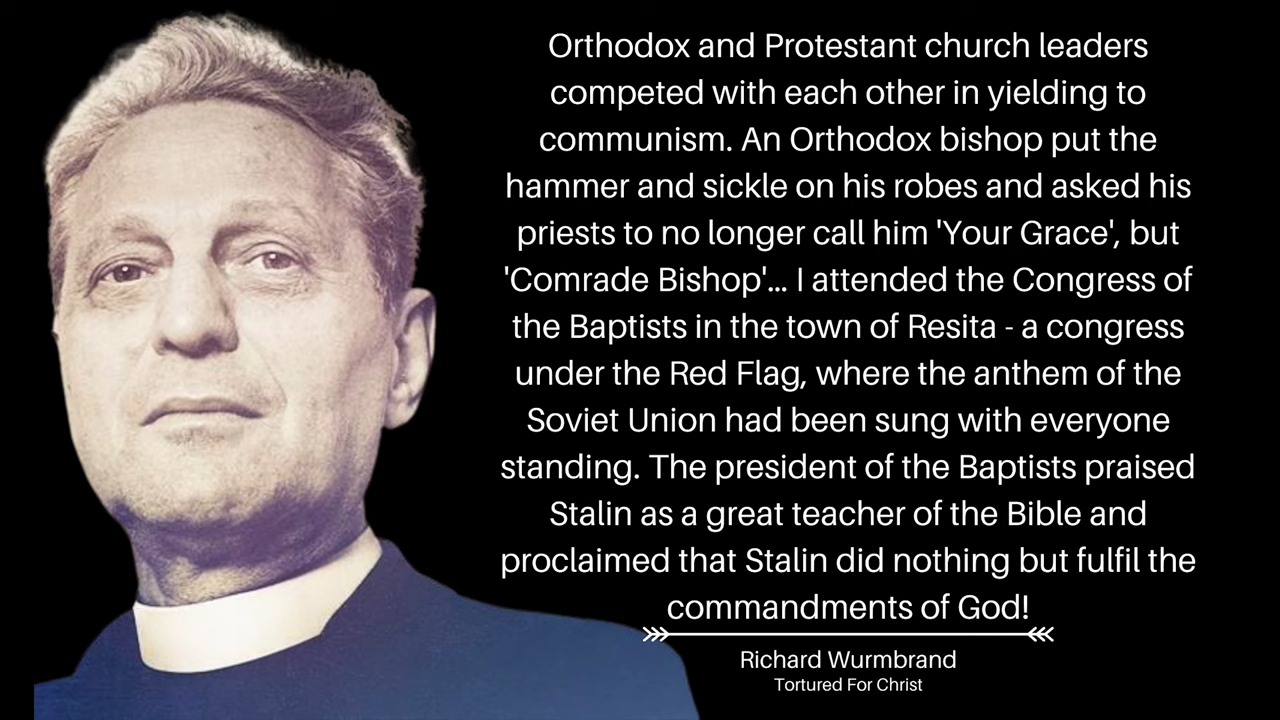 Orthodox and Protestant church leaders
competed with each other in yielding to
communism. An Orthodox bishop put the
hammer and sickle on his robes and asked his
priests to no longer call him 'Your Grace', but
'Comrade Bishop'... I attended the Congress of
the Baptists in the town of Resita - a congress
under the Red Flag, where the anthem of the
Soviet Union had been sung with everyone
standing. The president of the Baptists praised
Stalin as a great teacher of the Bible and
proclaimed that Stalin did nothing but fulfil the
commandments of God!
Richard Wurmbrand
Tortured For Christ